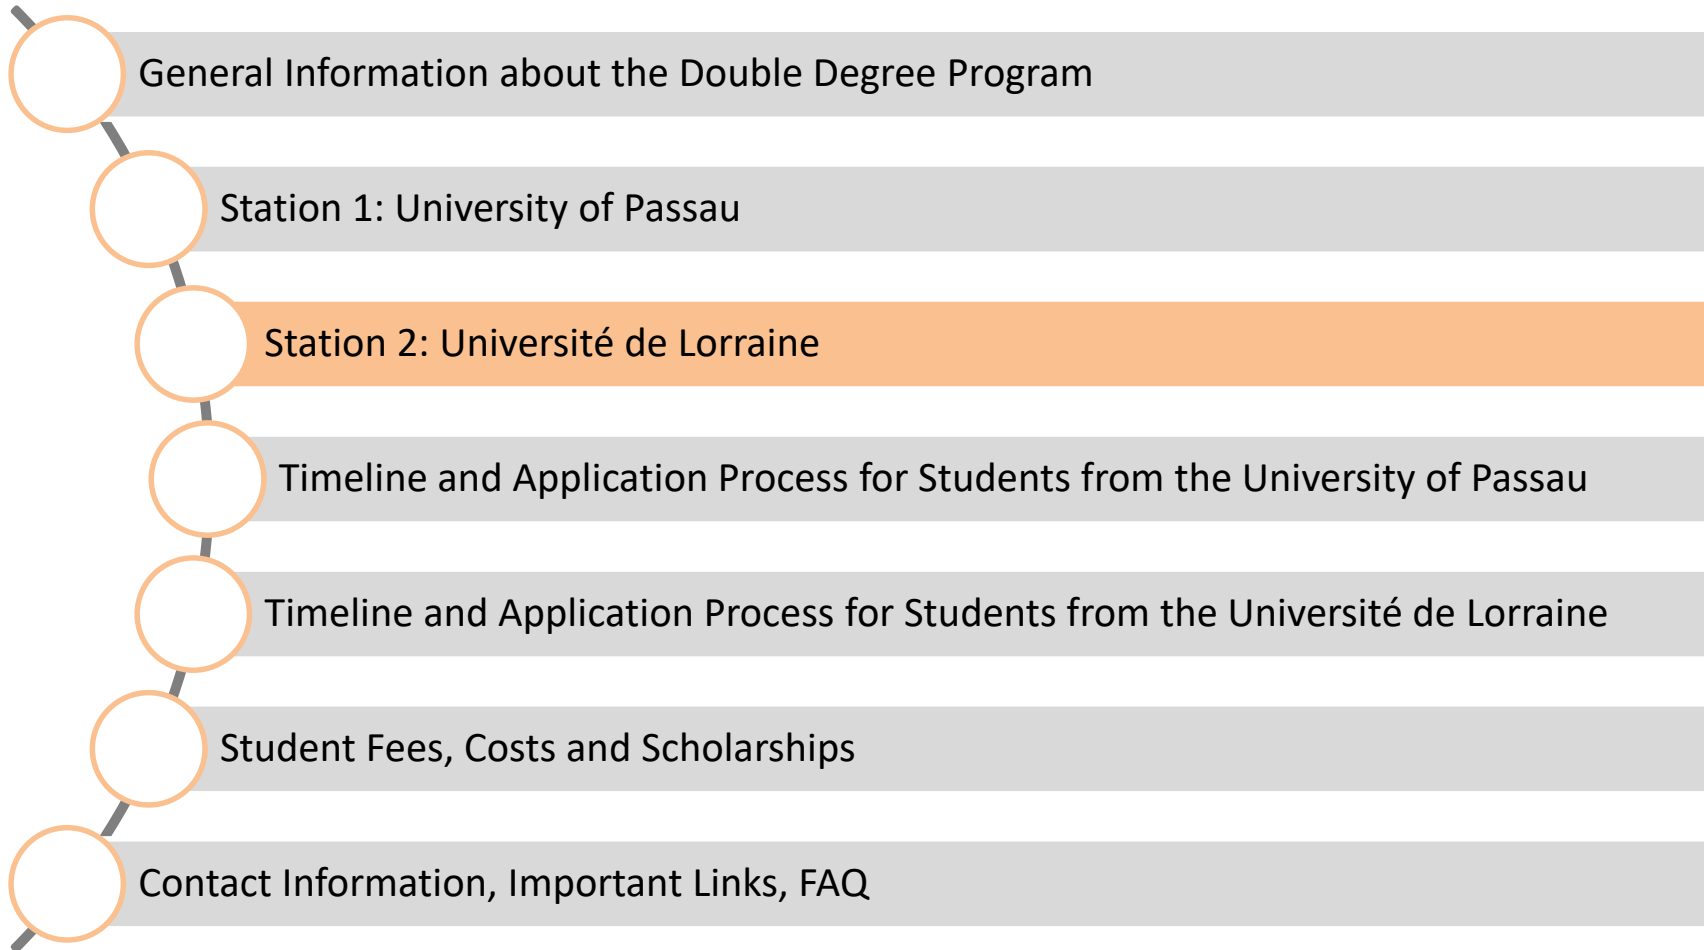 General Information about the Double Degree Program
Station 1: University of Passau
Station 2: Université de Lorraine
Timeline and Application Process for Students from the University of Passau
Timeline and Application Process for Students from the Université de Lorraine
Student Fees, Costs and Scholarships
Contact Information, Important Links, FAQ